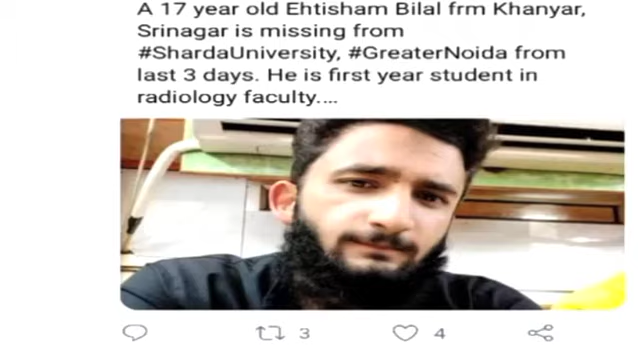 A 17 year old Ehtisham Bilal frm Khanyar,
Srinagar is missing from
#ShardaUniversity, #GreaterNoida from
last 3 days. He is first year student in
radiology faculty....
3 4